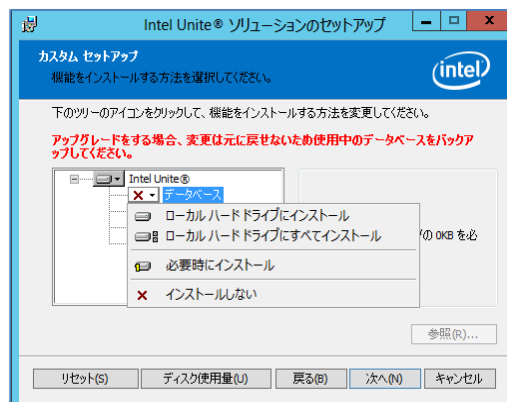 Intel Unite® ソリューションのセットアップ
カスタム セットアップ
機能をインストールする方法を選択してください。
intel
下のツリーのアイコンをクリックして、機能をインストールする方法を変更してください。
アップグレードをする場合、変更は元に戻せないため使用中のデータベースをバックア
ップしてください。
Intel Unite®
データベース
ローカル ハード ドライブにインストール
ローカル ハード ドライブにすべてインストール
必要時にインストール
インストールしない
の 0KB を必
参照(R)...
リセット(S) ディスク使用量(U) 戻る(B) 次へ(N) キャンセル